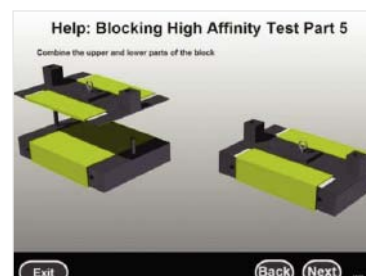 Help: Blocking High Affinity Test Part 5
Combine the upper and lower parts of the block
Exit
Back
Next